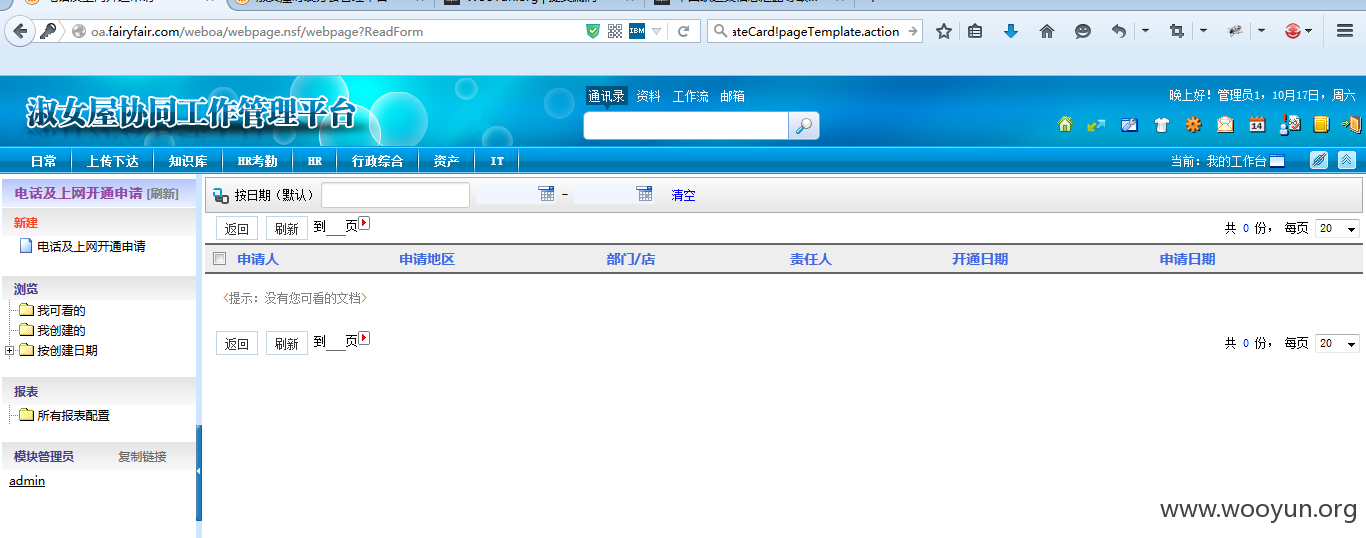 oa.fairyfair.com/weboa/webpage.nsf/webpage?ReadForm
IBM
ateCard!pageTemplate.action
淑女屋协同工作管理平台
通讯录 资料 工作流 邮箱
晚上好！管理员1，10月17日，周六
14
日常 上传下达 知识库 HR考勤 HR 行政综合 资产 IT
当前：我的工作台
电话及上网开通申请 [刷新]
新建
电话及上网开通申请
浏览
我可看的
我创建的
按创建日期
报表
所有报表配置
模块管理员 复制链接
admin
按日期（默认） - 清空
返回 刷新 到___页
共 0 份， 每页 20
申请人 申请地区 部门/店 责任人 开通日期 申请日期
<提示：没有您可看的文档>
返回 刷新 到___页
共 0 份， 每页 20
www.wooyun.org